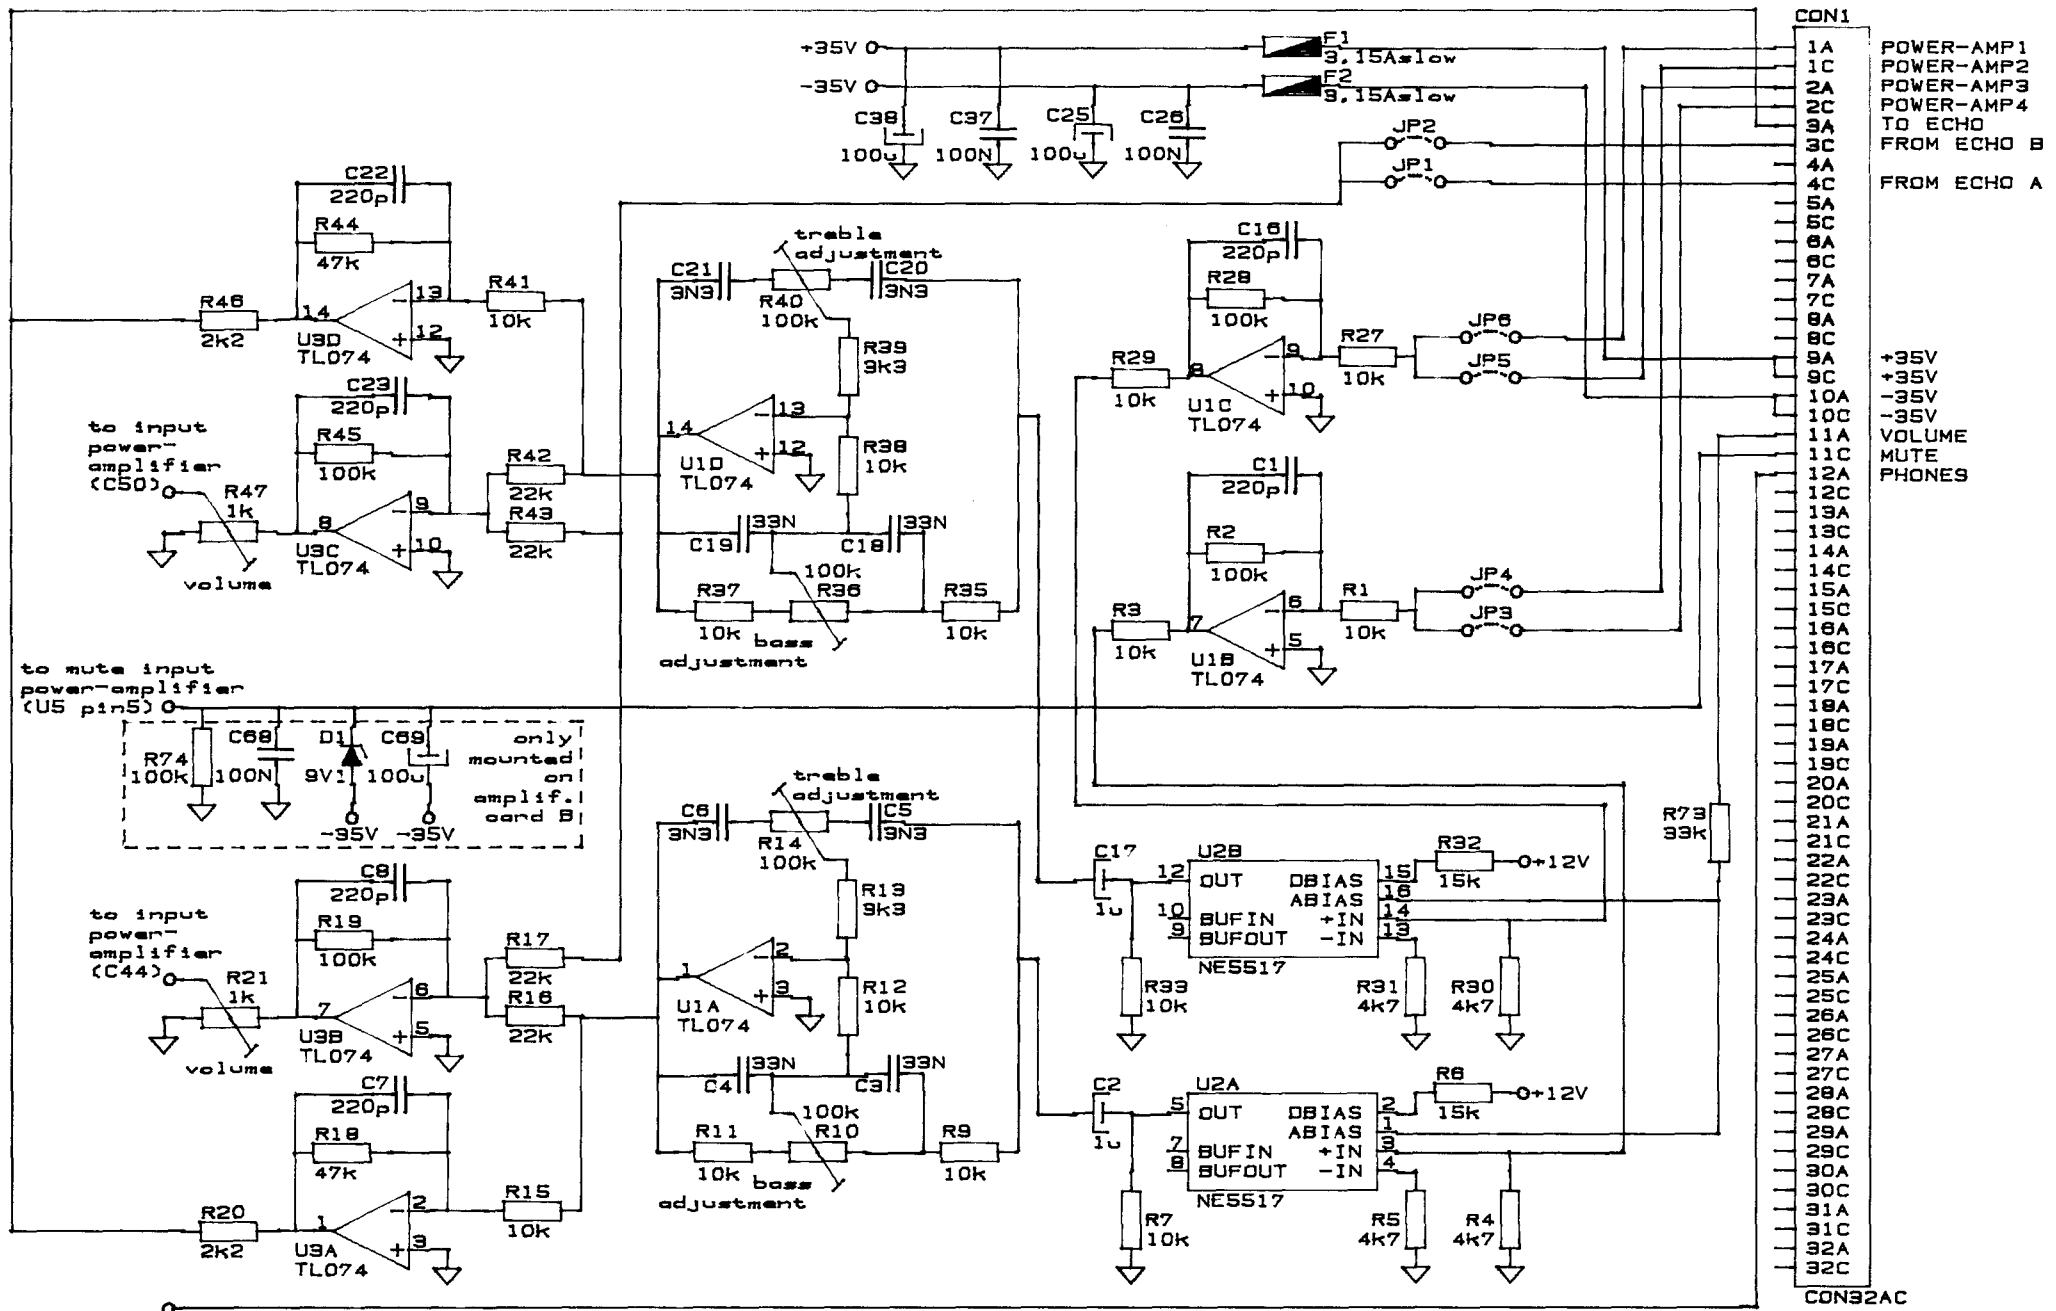 CON1
+35V
F1
3.15Aslow
1A POWER-AMP1
1C POWER-AMP2
-35V
F2
3.15Aslow
2A POWER-AMP3
2C POWER-AMP4
C38
100u
C37
100N
C25
100u
C26
100N
JP2
JP1
3A TO ECHO
3C FROM ECHO B
4A
4C FROM ECHO A
5A
5C
6A
6C
7A
7C
8A
8C
9A +35V
9C +35V
10A -35V
10C -35V
11A VOLUME
11C MUTE
12A PHONES
12C
13A
13C
14A
14C
15A
15C
16A
16C
17A
17C
18A
18C
19A
19C
20A
20C
21A
21C
22A
22C
23A
23C
24A
24C
25A
25C
26A
26C
27A
27C
28A
28C
29A
29C
30A
30C
31A
31C
32A
32C
CON32AC
C22
220p
R44
47k
R46
2k2
14
- 13
+ 12
U3D
TL074
R41
10k
C23
220p
R45
100k
to input
power-
amplifier
(C50)
R47
1k
volume
8
- 9
+ 10
U3C
TL074
R42
22k
R43
22k
treble
adjustment
C21
3N3
R40
100k
C20
3N3
R39
3k3
14
- 13
+ 12
U1D
TL074
R38
10k
33N
C19
33N
C18
100k
R37
10k
R36
R35
10k
bass
adjustment
C16
220p
R28
100k
R29
10k
8
- 9
+ 10
U1C
TL074
R27
10k
JP6
JP5
C1
220p
R2
100k
R3
10k
7
- 6
+ 5
U1B
TL074
R1
10k
JP4
JP3
to mute input
power-amplifier
(U5 pin5)
R74
100k
C68
100N
D1
9V1
C69
100u
-35V
-35V
only
mounted
on
amplif.
card B
C8
220p
R19
100k
to input
power-
amplifier
(C44)
R21
1k
volume
7
- 6
+ 5
U3B
TL074
R17
22k
R16
22k
C7
220p
R18
47k
R20
2k2
1
- 2
+ 3
U3A
TL074
R15
10k
treble
adjustment
C6
3N3
R14
100k
C5
3N3
R13
3k3
1
- 2
+ 3
U1A
TL074
R12
10k
33N
C4
33N
C3
100k
R11
10k
R10
R9
10k
bass
adjustment
C17
1u
R33
10k
U2B
12 OUT DBIAS 15
ABIAS 16
10 BUFIN +IN 14
9 BUFOUT -IN 13
NE5517
R32
15k
+12V
R31
4k7
R30
4k7
R73
33k
C2
1u
R7
10k
U2A
5 OUT DBIAS 2
ABIAS 1
7 BUFIN +IN 3
8 BUFOUT -IN 4
NE5517
R6
15k
+12V
R5
4k7
R4
4k7